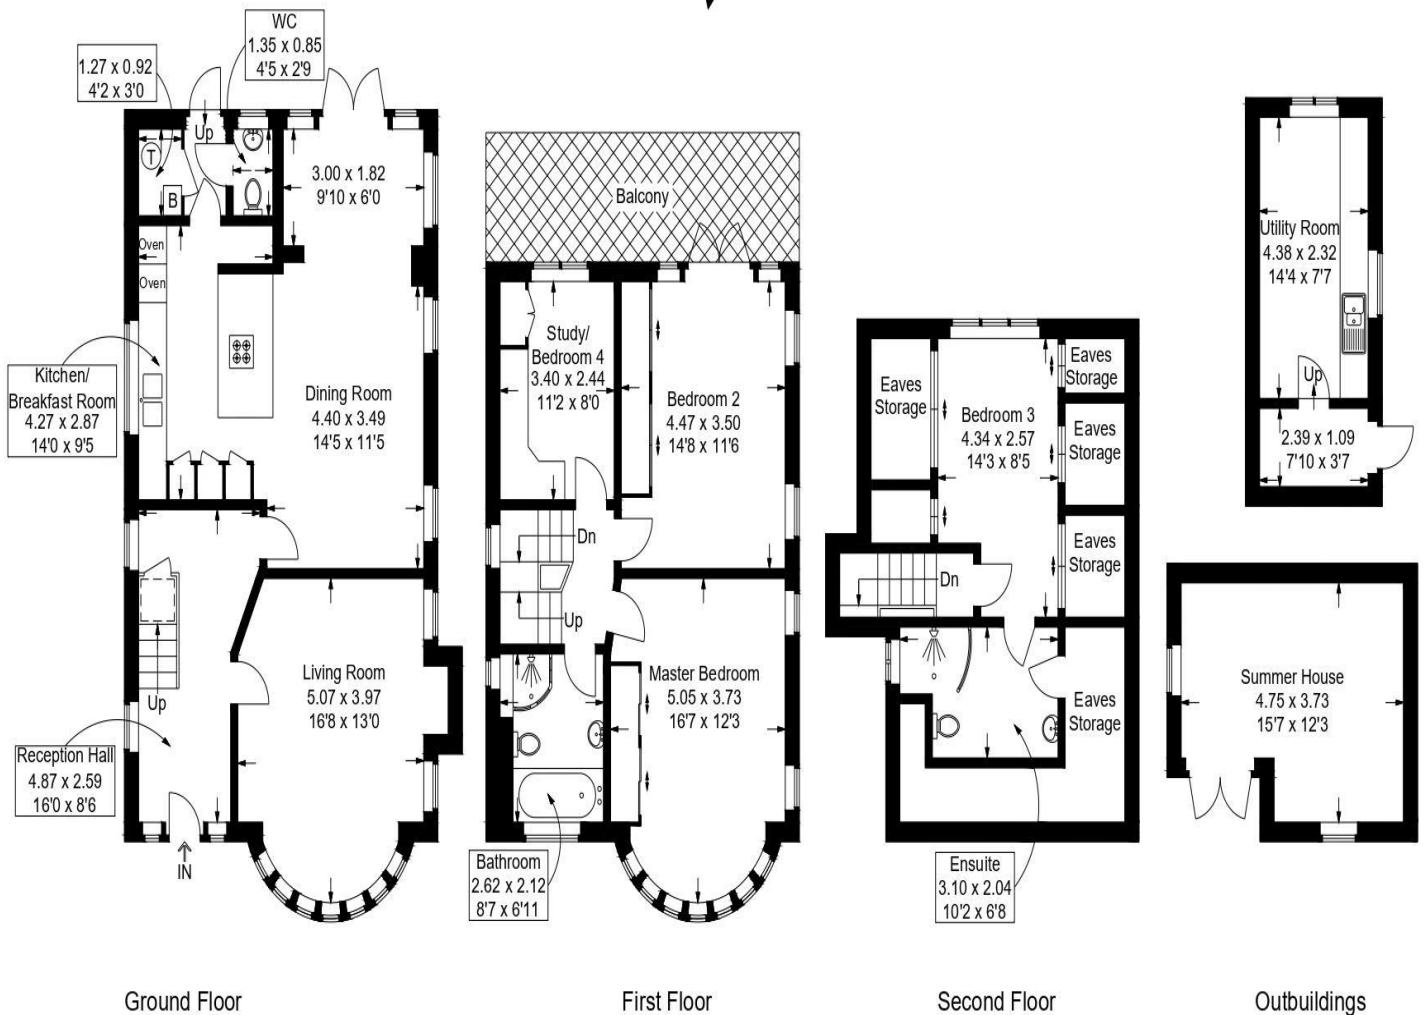 WC
1.35 x 0.85
4'5 x 2'9
1.27 x 0.92
4'2 x 3'0
Up
T
B
3.00 x 1.82
9'10 x 6'0
Oven
Oven
Kitchen/
Breakfast Room
4.27 x 2.87
14'0 x 9'5
Dining Room
4.40 x 3.49
14'5 x 11'5
Living Room
5.07 x 3.97
16'8 x 13'0
Up
Reception Hall
4.87 x 2.59
16'0 x 8'6
IN
Ground Floor
Balcony
Study/
Bedroom 4
3.40 x 2.44
11'2 x 8'0
Bedroom 2
4.47 x 3.50
14'8 x 11'6
Dn
Up
Master Bedroom
5.05 x 3.73
16'7 x 12'3
Bathroom
2.62 x 2.12
8'7 x 6'11
First Floor
Eaves
Storage
Bedroom 3
4.34 x 2.57
14'3 x 8'5
Eaves
Storage
Eaves
Storage
Eaves
Storage
Dn
Eaves
Storage
Ensuite
3.10 x 2.04
10'2 x 6'8
Second Floor
Utility Room
4.38 x 2.32
14'4 x 7'7
Up
2.39 x 1.09
7'10 x 3'7
Summer House
4.75 x 3.73
15'7 x 12'3
Outbuildings